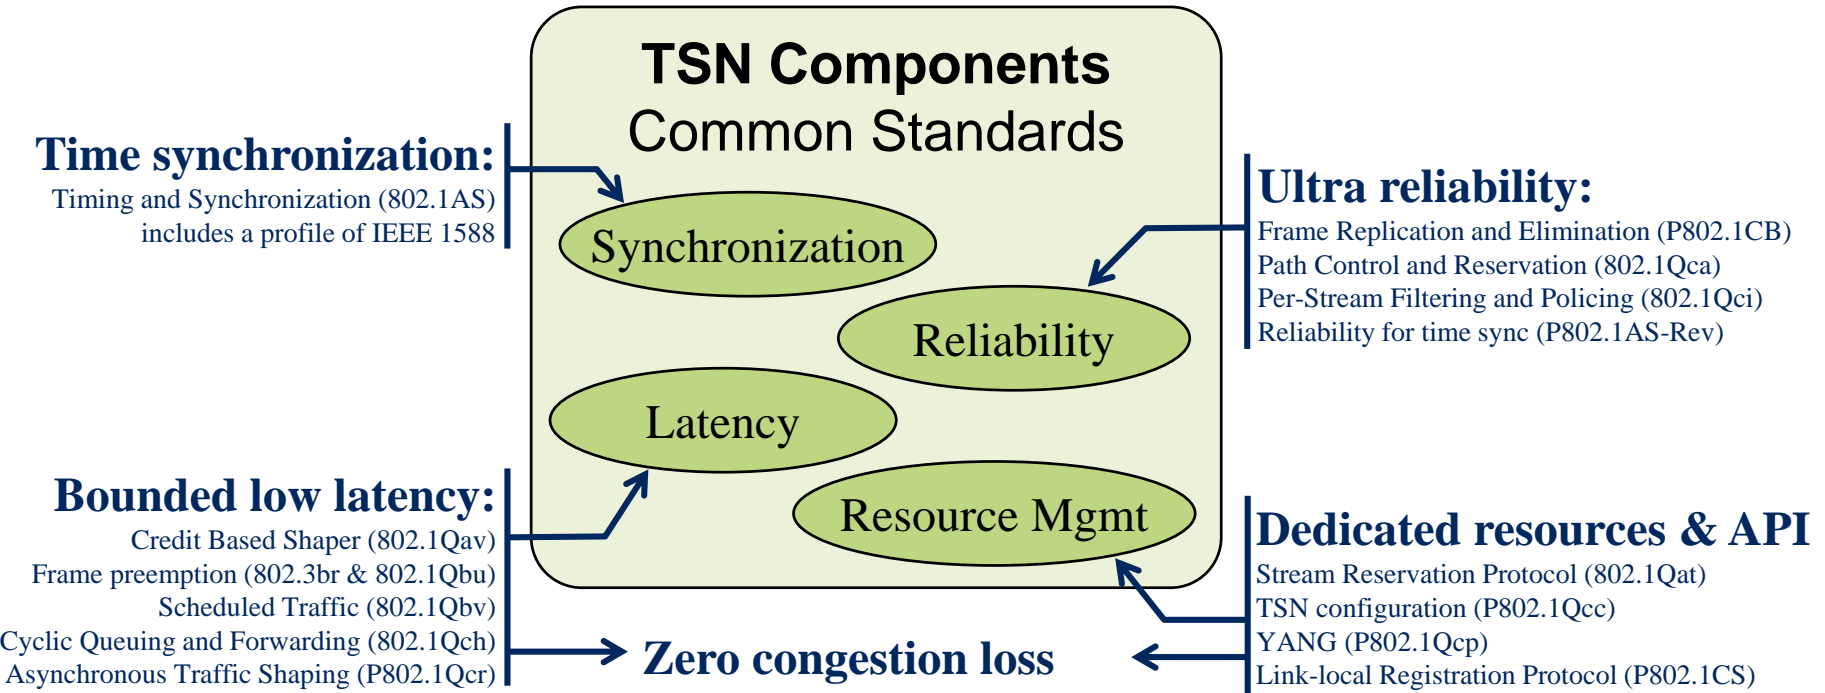 TSN Components
Common Standards
Time synchronization:
Timing and Synchronization (802.1AS)
includes a profile of IEEE 1588
Ultra reliability:
Frame Replication and Elimination (P802.1CB)
Path Control and Reservation (802.1Qca)
Per-Stream Filtering and Policing (802.1Qci)
Reliability for time sync (P802.1AS-Rev)
Synchronization
Reliability
Latency
Resource Mgmt
Bounded low latency:
Credit Based Shaper (802.1Qav)
Frame preemption (802.3br & 802.1Qbu)
Scheduled Traffic (802.1Qbv)
Cyclic Queuing and Forwarding (802.1Qch)
Asynchronous Traffic Shaping (P802.1Qcr)
Dedicated resources & API
Stream Reservation Protocol (802.1Qat)
TSN configuration (P802.1Qcc)
YANG (P802.1Qcp)
Link-local Registration Protocol (P802.1CS)
Zero congestion loss